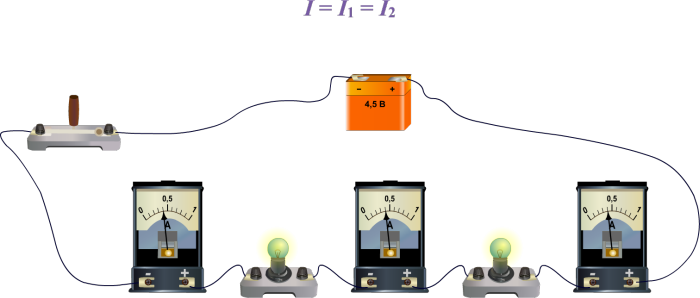 I = I₁ = I₂
- +
4,5 В
0 0,5 1
A
- +
0 0,5 1
A
- +
0 0,5 1
A
- +